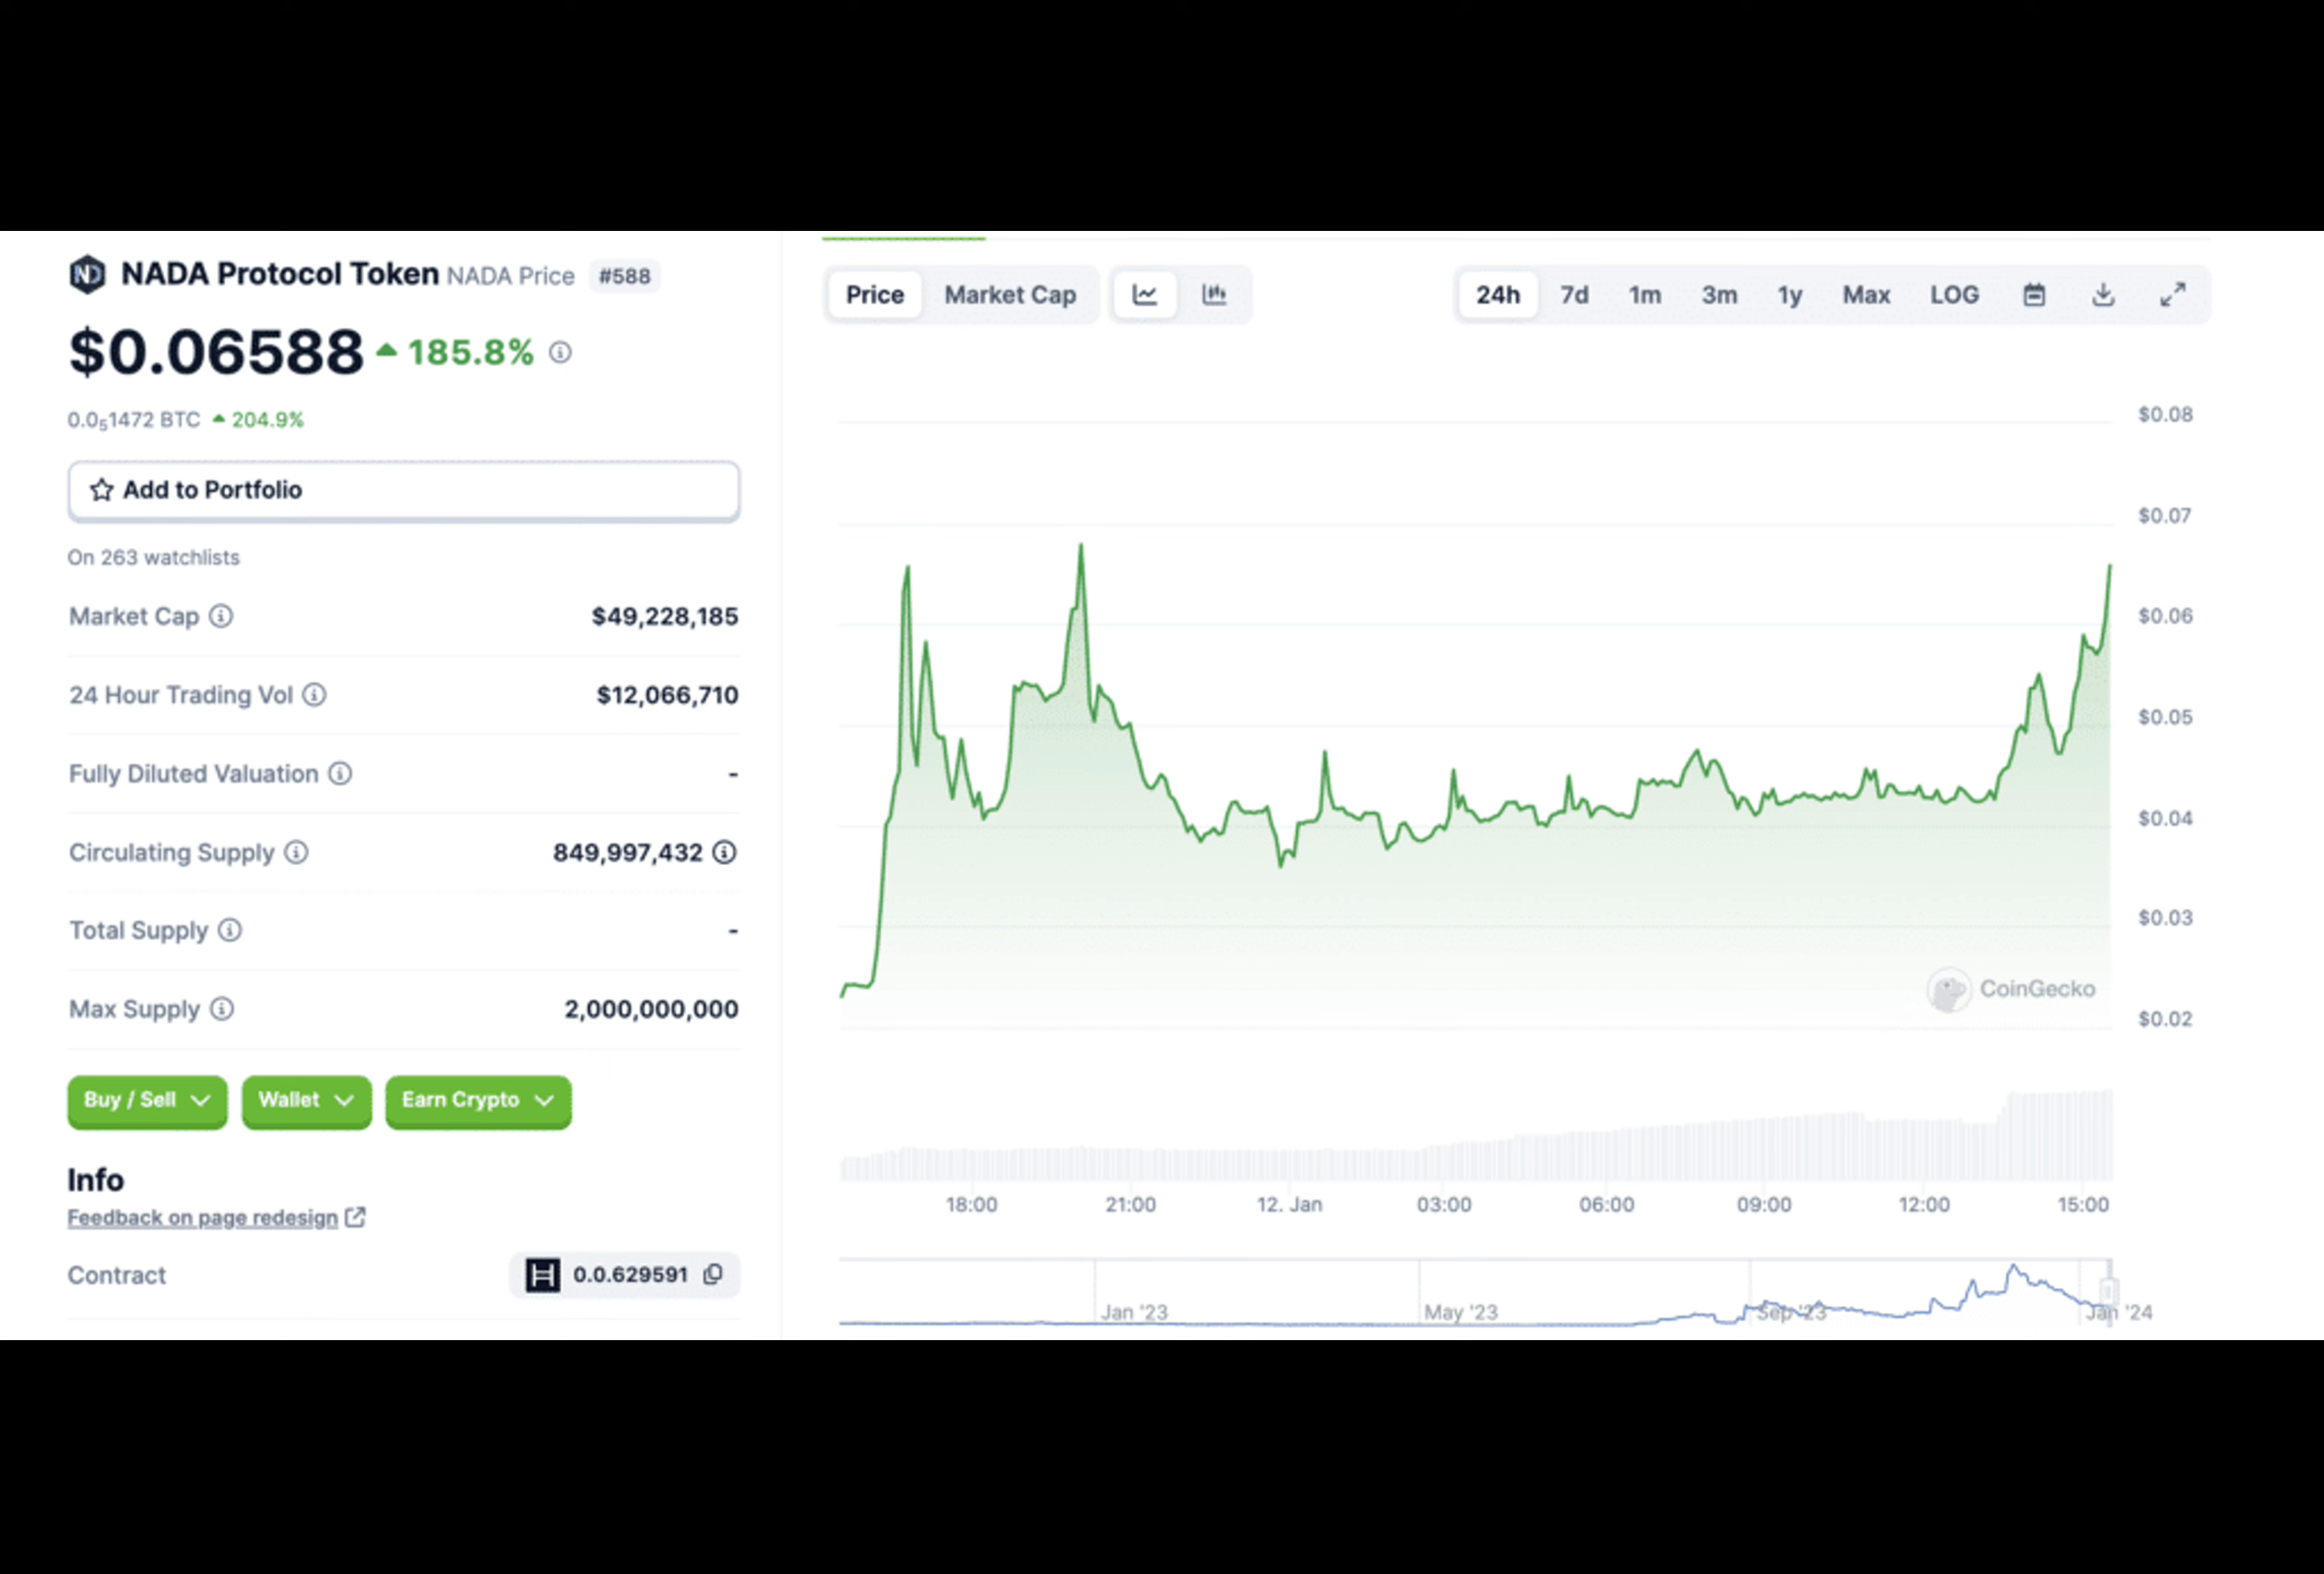 NADA Protocol Token NADA Price #588
$0.06588 185.8%
0.0₅1472 BTC 204.9%
Add to Portfolio
On 263 watchlists
Market Cap $49,228,185
24 Hour Trading Vol $12,066,710
Fully Diluted Valuation -
Circulating Supply 849,997,432
Total Supply -
Max Supply 2,000,000,000
Buy / Sell Wallet Earn Crypto
Info
Feedback on page redesign
Contract 0.0.629591
Price Market Cap 24h 7d 1m 3m 1y Max LOG
$0.08
$0.07
$0.06
$0.05
$0.04
$0.03
CoinGecko
$0.02
18:00 21:00 12. Jan 03:00 06:00 09:00 12:00 15:00
Jan '23 May '23 Sep '23 Jan '24